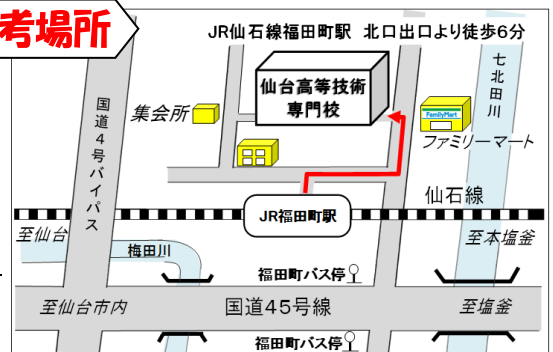 考場所
JR仙石線福田町駅 北口出口より徒歩6分
仙台高等技術
専門校
集会所
国道4号バイパス
七北田川
FamilyMart
ファミリーマート
仙石線
JR福田町駅
至仙台
梅田川
至本塩釜
福田町バス停
至仙台市内
国道45号線
至塩釜
福田町バス停